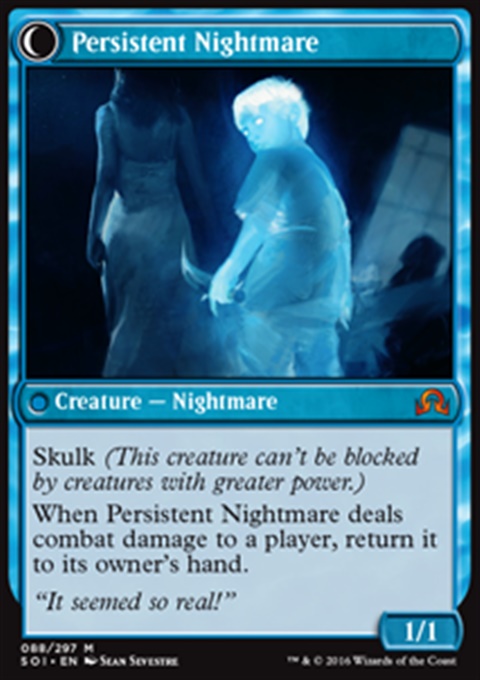 Persistent Nightmare
Creature — Nightmare
Skulk (This creature can't be blocked
by creatures with greater power.)
When Persistent Nightmare deals
combat damage to a player, return it
to its owner's hand.
"It seemed so real!"
1/1
088/297 M
SOI • EN Sean Sevestre
™ & © 2016 Wizards of the Coast